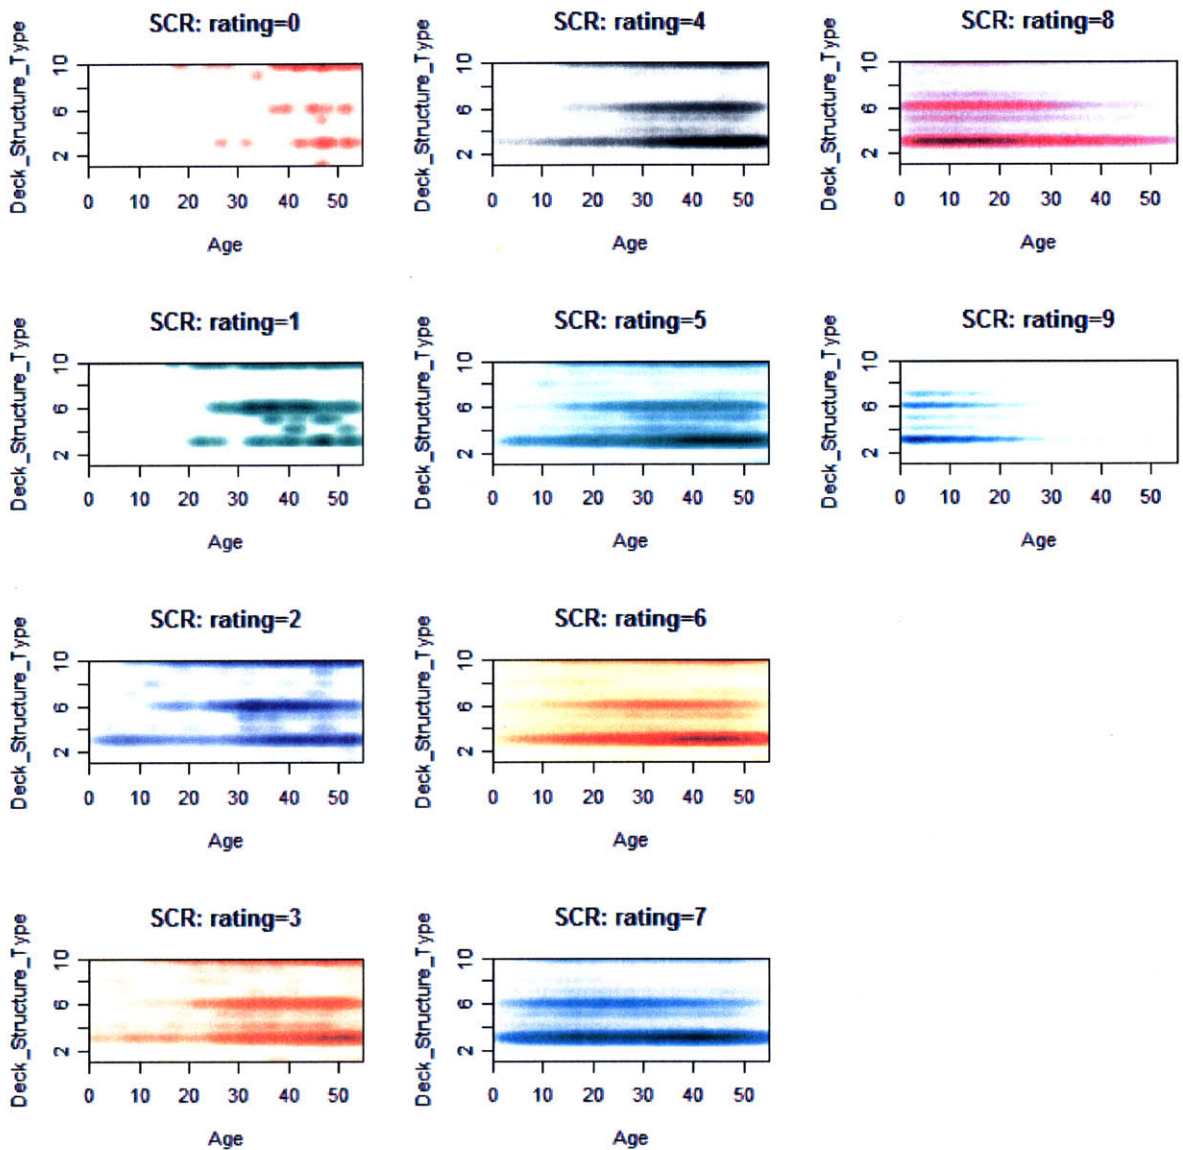 SCR: rating=0
Deck_Structure_Type
10
6
2
0 10 20 30 40 50
Age
SCR: rating=4
Deck_Structure_Type
10
6
2
0 10 20 30 40 50
Age
SCR: rating=8
Deck_Structure_Type
10
6
2
0 10 20 30 40 50
Age
SCR: rating=1
Deck_Structure_Type
10
6
2
0 10 20 30 40 50
Age
SCR: rating=5
Deck_Structure_Type
10
6
2
0 10 20 30 40 50
Age
SCR: rating=9
Deck_Structure_Type
10
6
2
0 10 20 30 40 50
Age
SCR: rating=2
Deck_Structure_Type
10
6
2
0 10 20 30 40 50
Age
SCR: rating=6
Deck_Structure_Type
10
6
2
0 10 20 30 40 50
Age
SCR: rating=3
Deck_Structure_Type
10
6
2
0 10 20 30 40 50
Age
SCR: rating=7
Deck_Structure_Type
10
6
2
0 10 20 30 40 50
Age